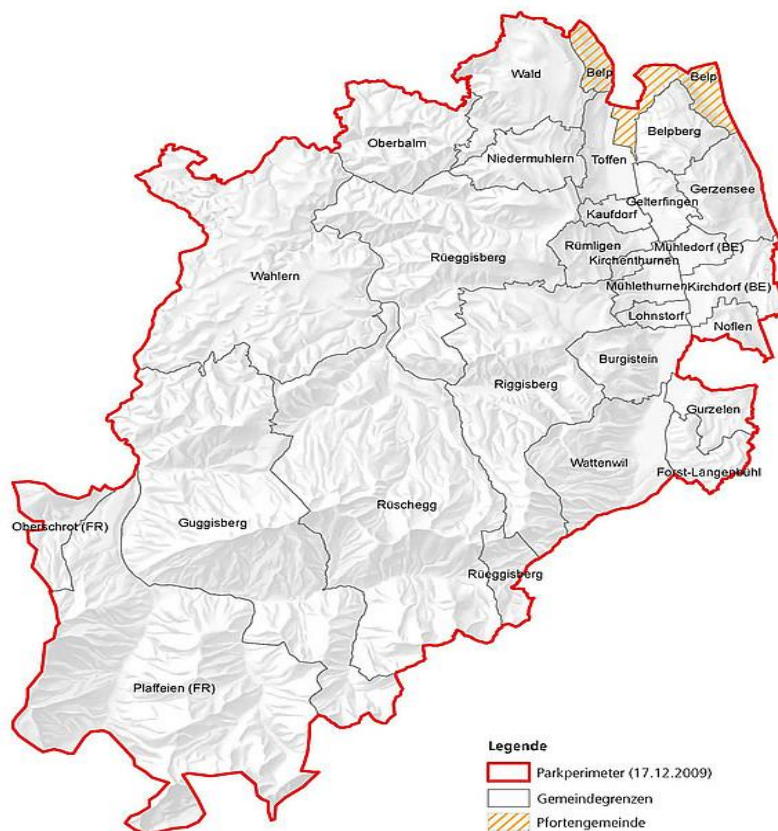 Belp
Wald
Belp
Belpberg
Oberbalm
Niedermuhlern
Toffen
Gerzensee
Gelterfingen
Kaufdorf
Rümligen
Mühledorf (BE)
Rüeggisberg
Kirchenthurnen
Wahlern
Mühlethurnen
Kirchdorf (BE)
Lohnstorf
Noflen
Burgistein
Riggisberg
Gurzelen
Wattenwil
Forst-Längenbühl
Rüschegg
Guggisberg
Oberschrot (FR)
Rüeggisberg
Plaffeien (FR)
Legende
Parkperimeter (17.12.2009)
Gemeindegrenzen
Pfortengemeinde